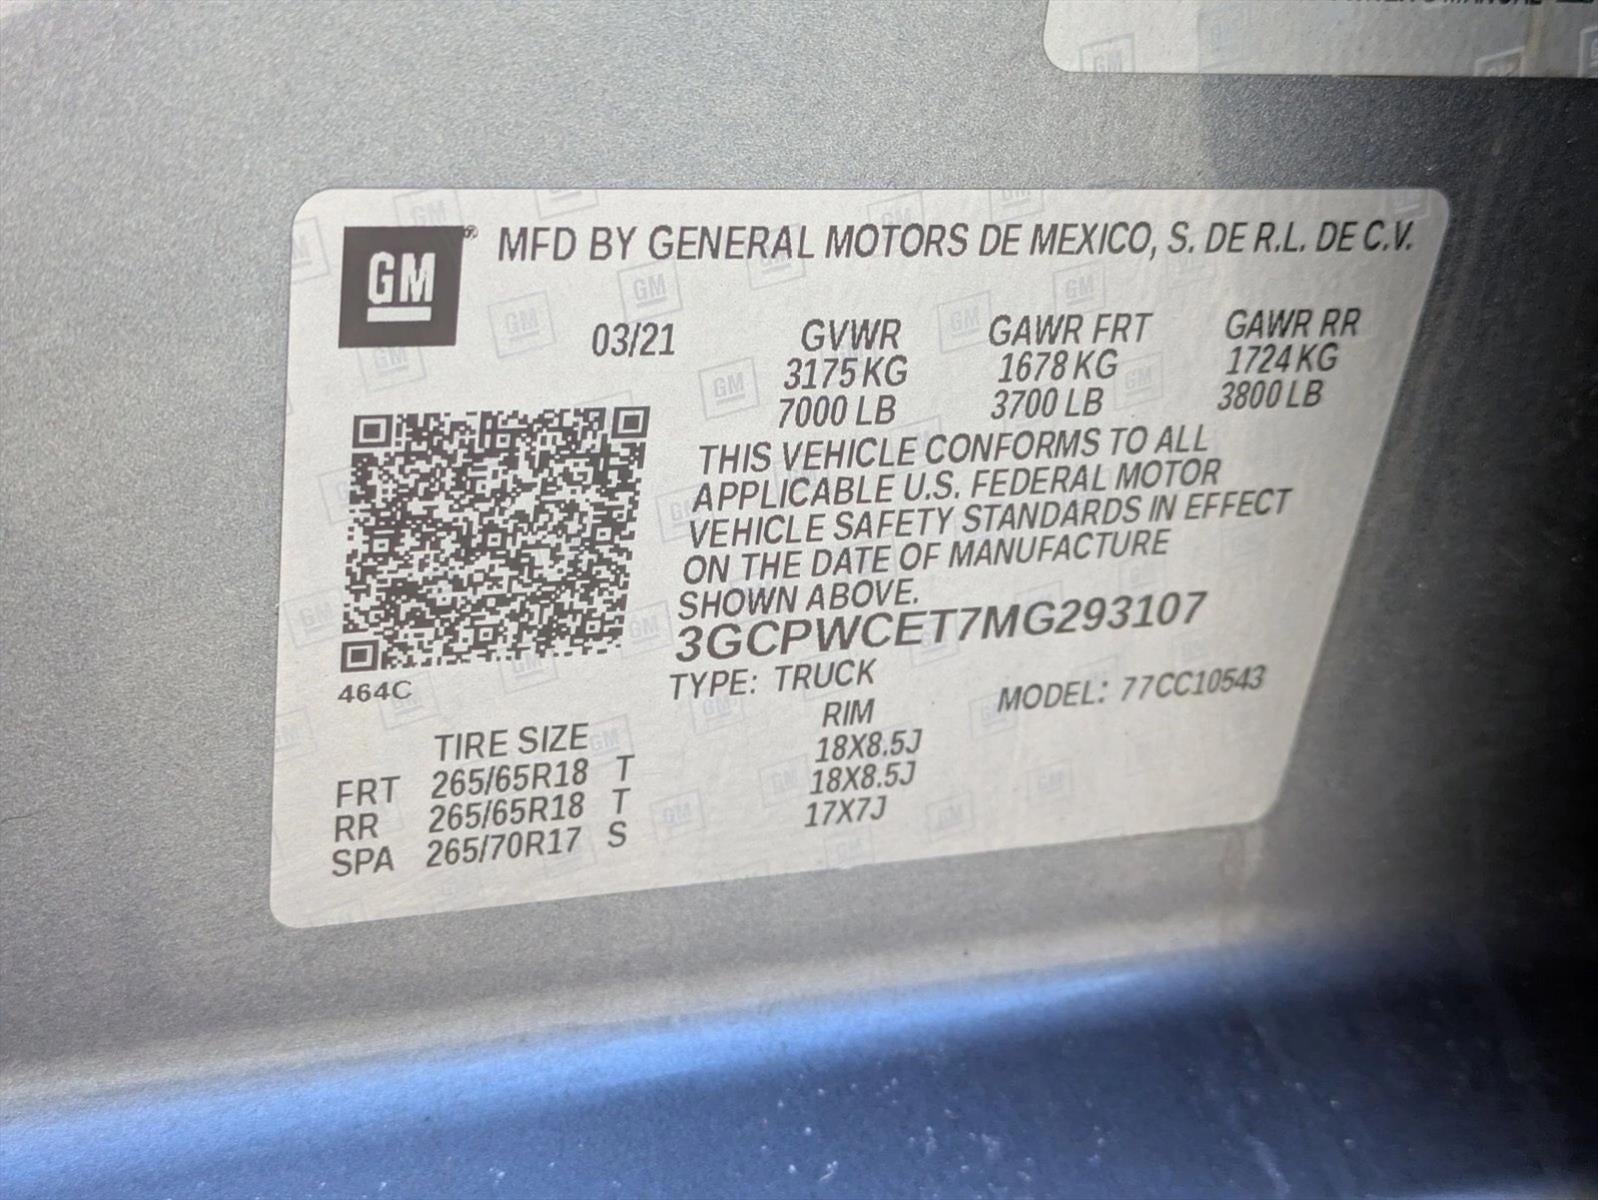 GM
MFD BY GENERAL MOTORS DE MEXICO, S. DE R.L. DE C.V.
03/21 GVWR GAWR FRT GAWR RR
3175 KG 1678 KG 1724 KG
7000 LB 3700 LB 3800 LB
THIS VEHICLE CONFORMS TO ALL
APPLICABLE U.S. FEDERAL MOTOR
VEHICLE SAFETY STANDARDS IN EFFECT
ON THE DATE OF MANUFACTURE
SHOWN ABOVE.
3GCPWCET7MG293107
464C
TYPE: TRUCK MODEL: 77CC10543
TIRE SIZE RIM
FRT 265/65R18 T 18X8.5J
RR 265/65R18 T 18X8.5J
SPA 265/70R17 S 17X7J